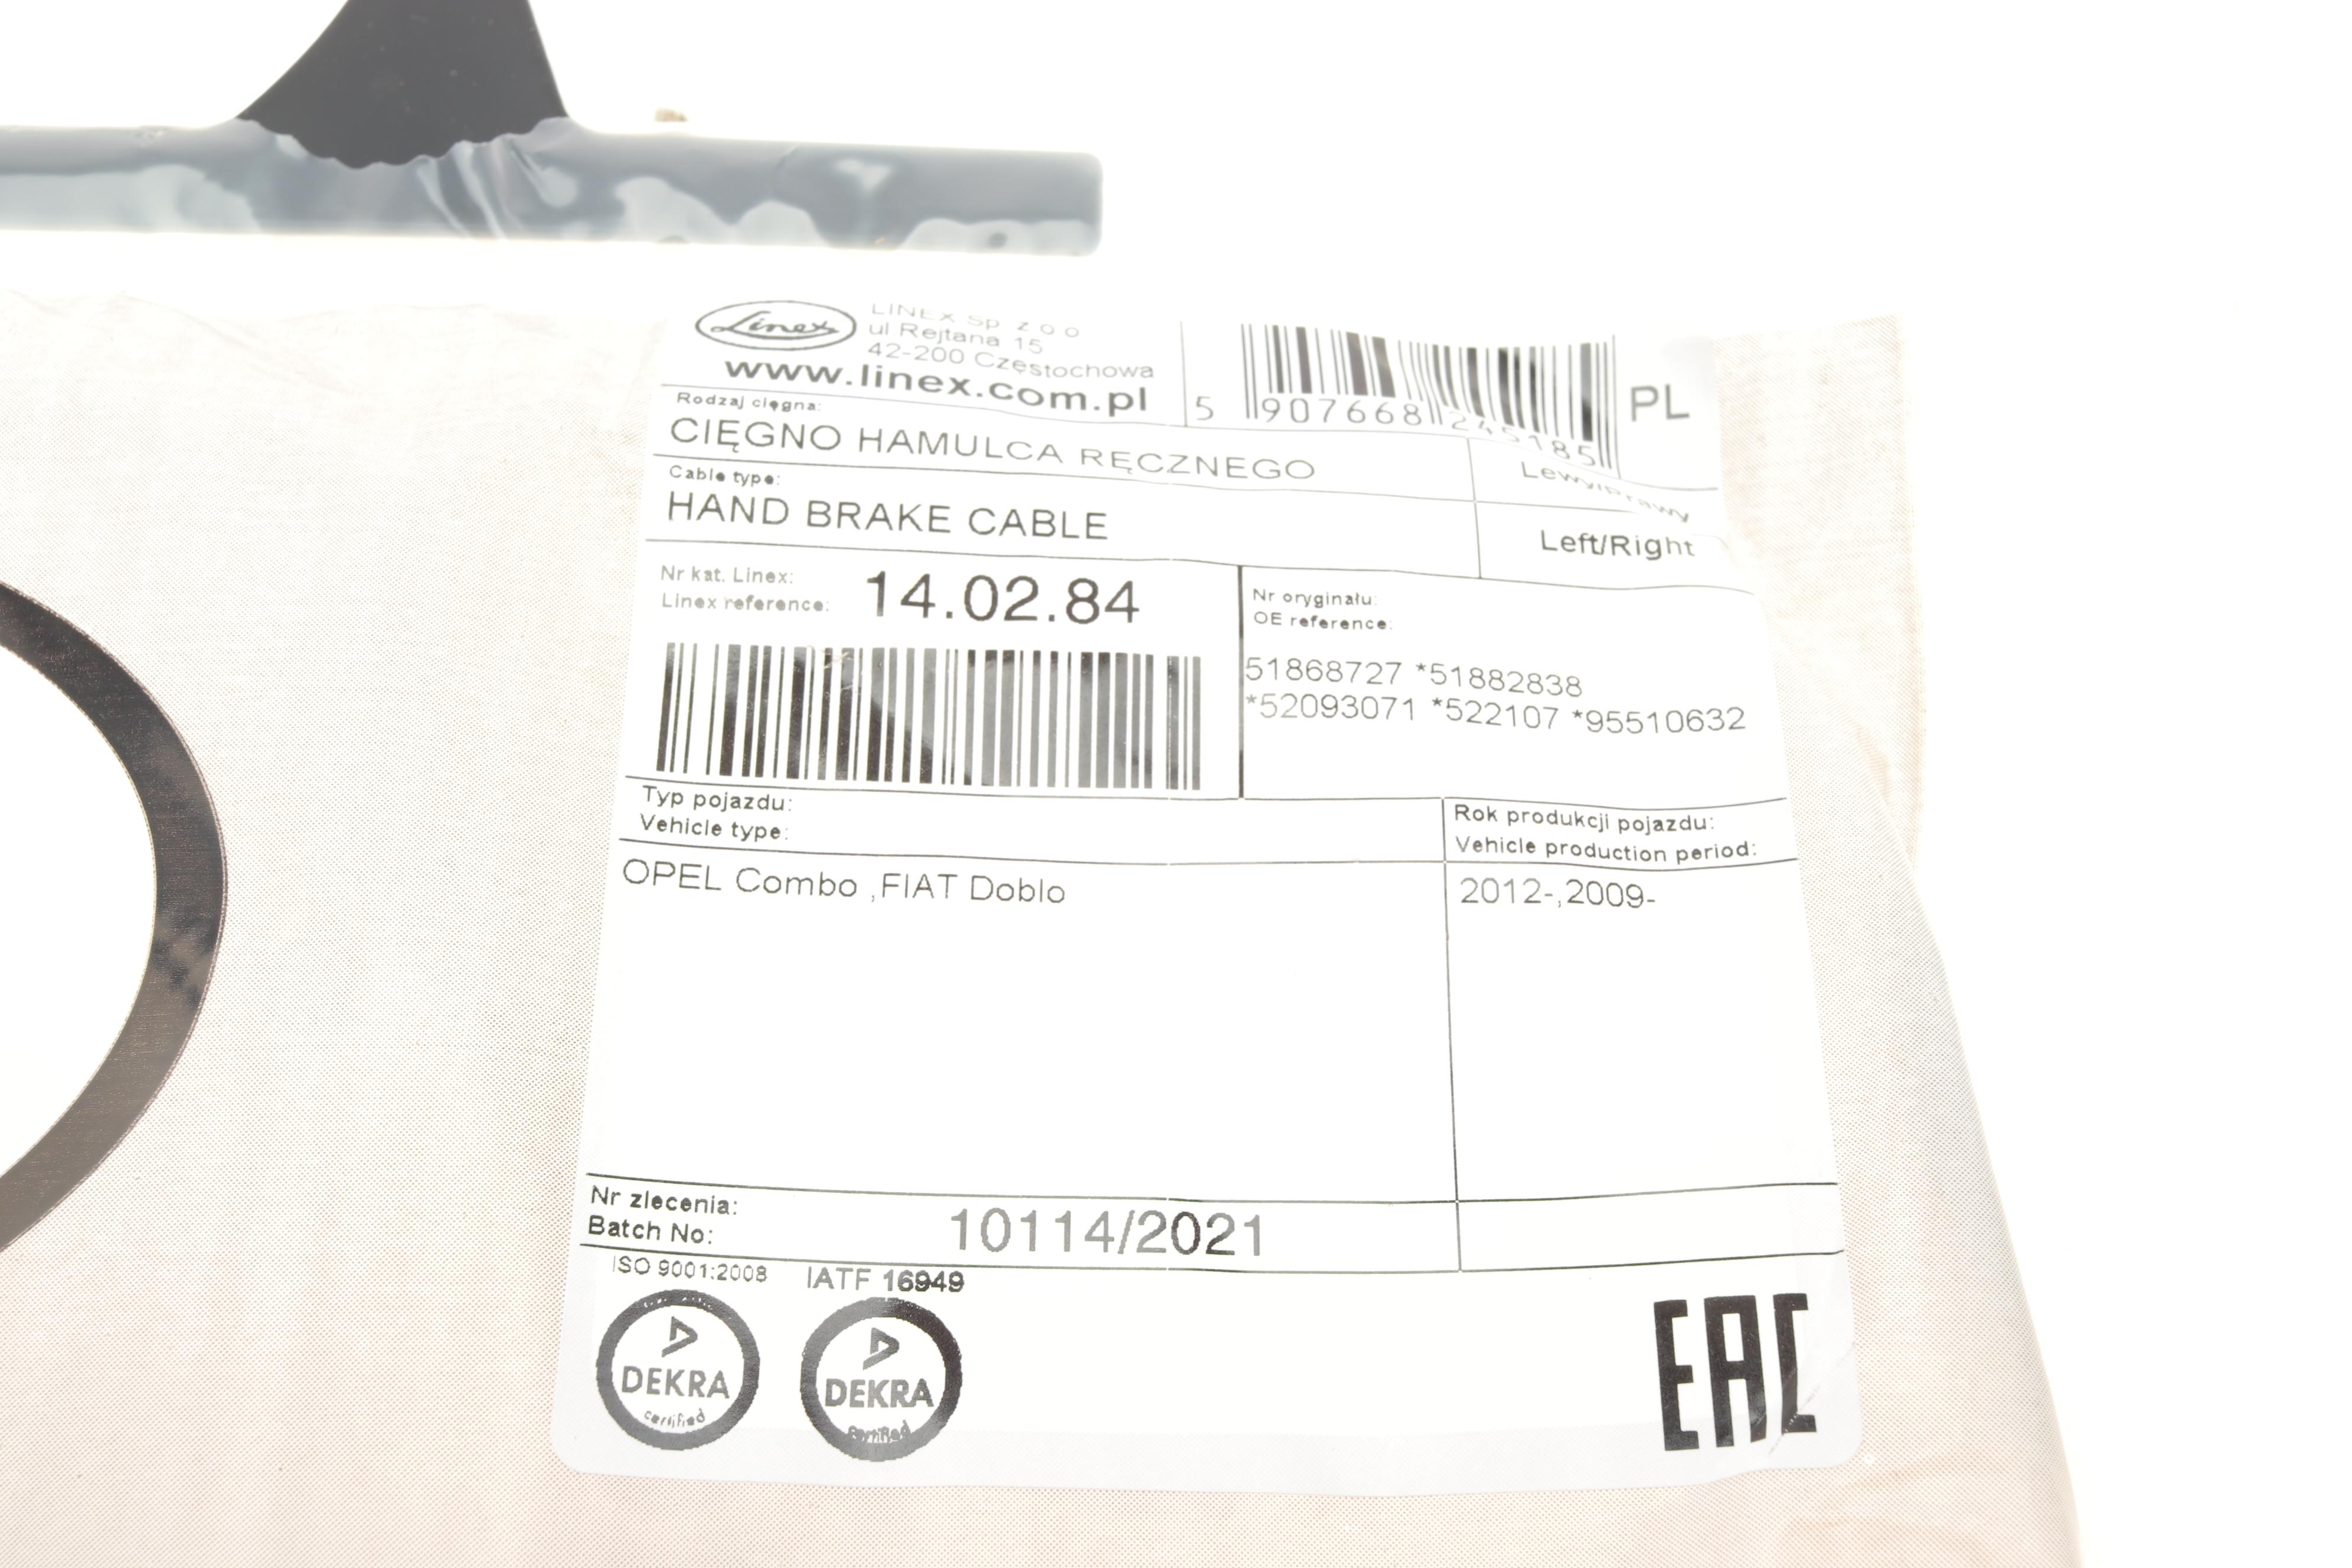 Linex
LINEX Sp z o o
ul Rejtana 15
42-200 Częstochowa
www.linex.com.pl
5 907668 245185
PL
Rodzaj cięgna:
CIĘGNO HAMULCA RĘCZNEGO
Lewy/Prawy
Cable type:
HAND BRAKE CABLE
Left/Right
Nr kat. Linex:
Linex reference:
14.02.84
Nr oryginału:
OE reference:
51868727 *51882838
*52093071 *522107 *95510632
Typ pojazdu:
Vehicle type:
Rok produkcji pojazdu:
Vehicle production period:
OPEL Combo ,FIAT Doblo
2012-,2009-
Nr zlecenia:
Batch No:
10114/2021
ISO 9001:2008
IATF 16949
DEKRA
certified
DEKRA
certified
EAC